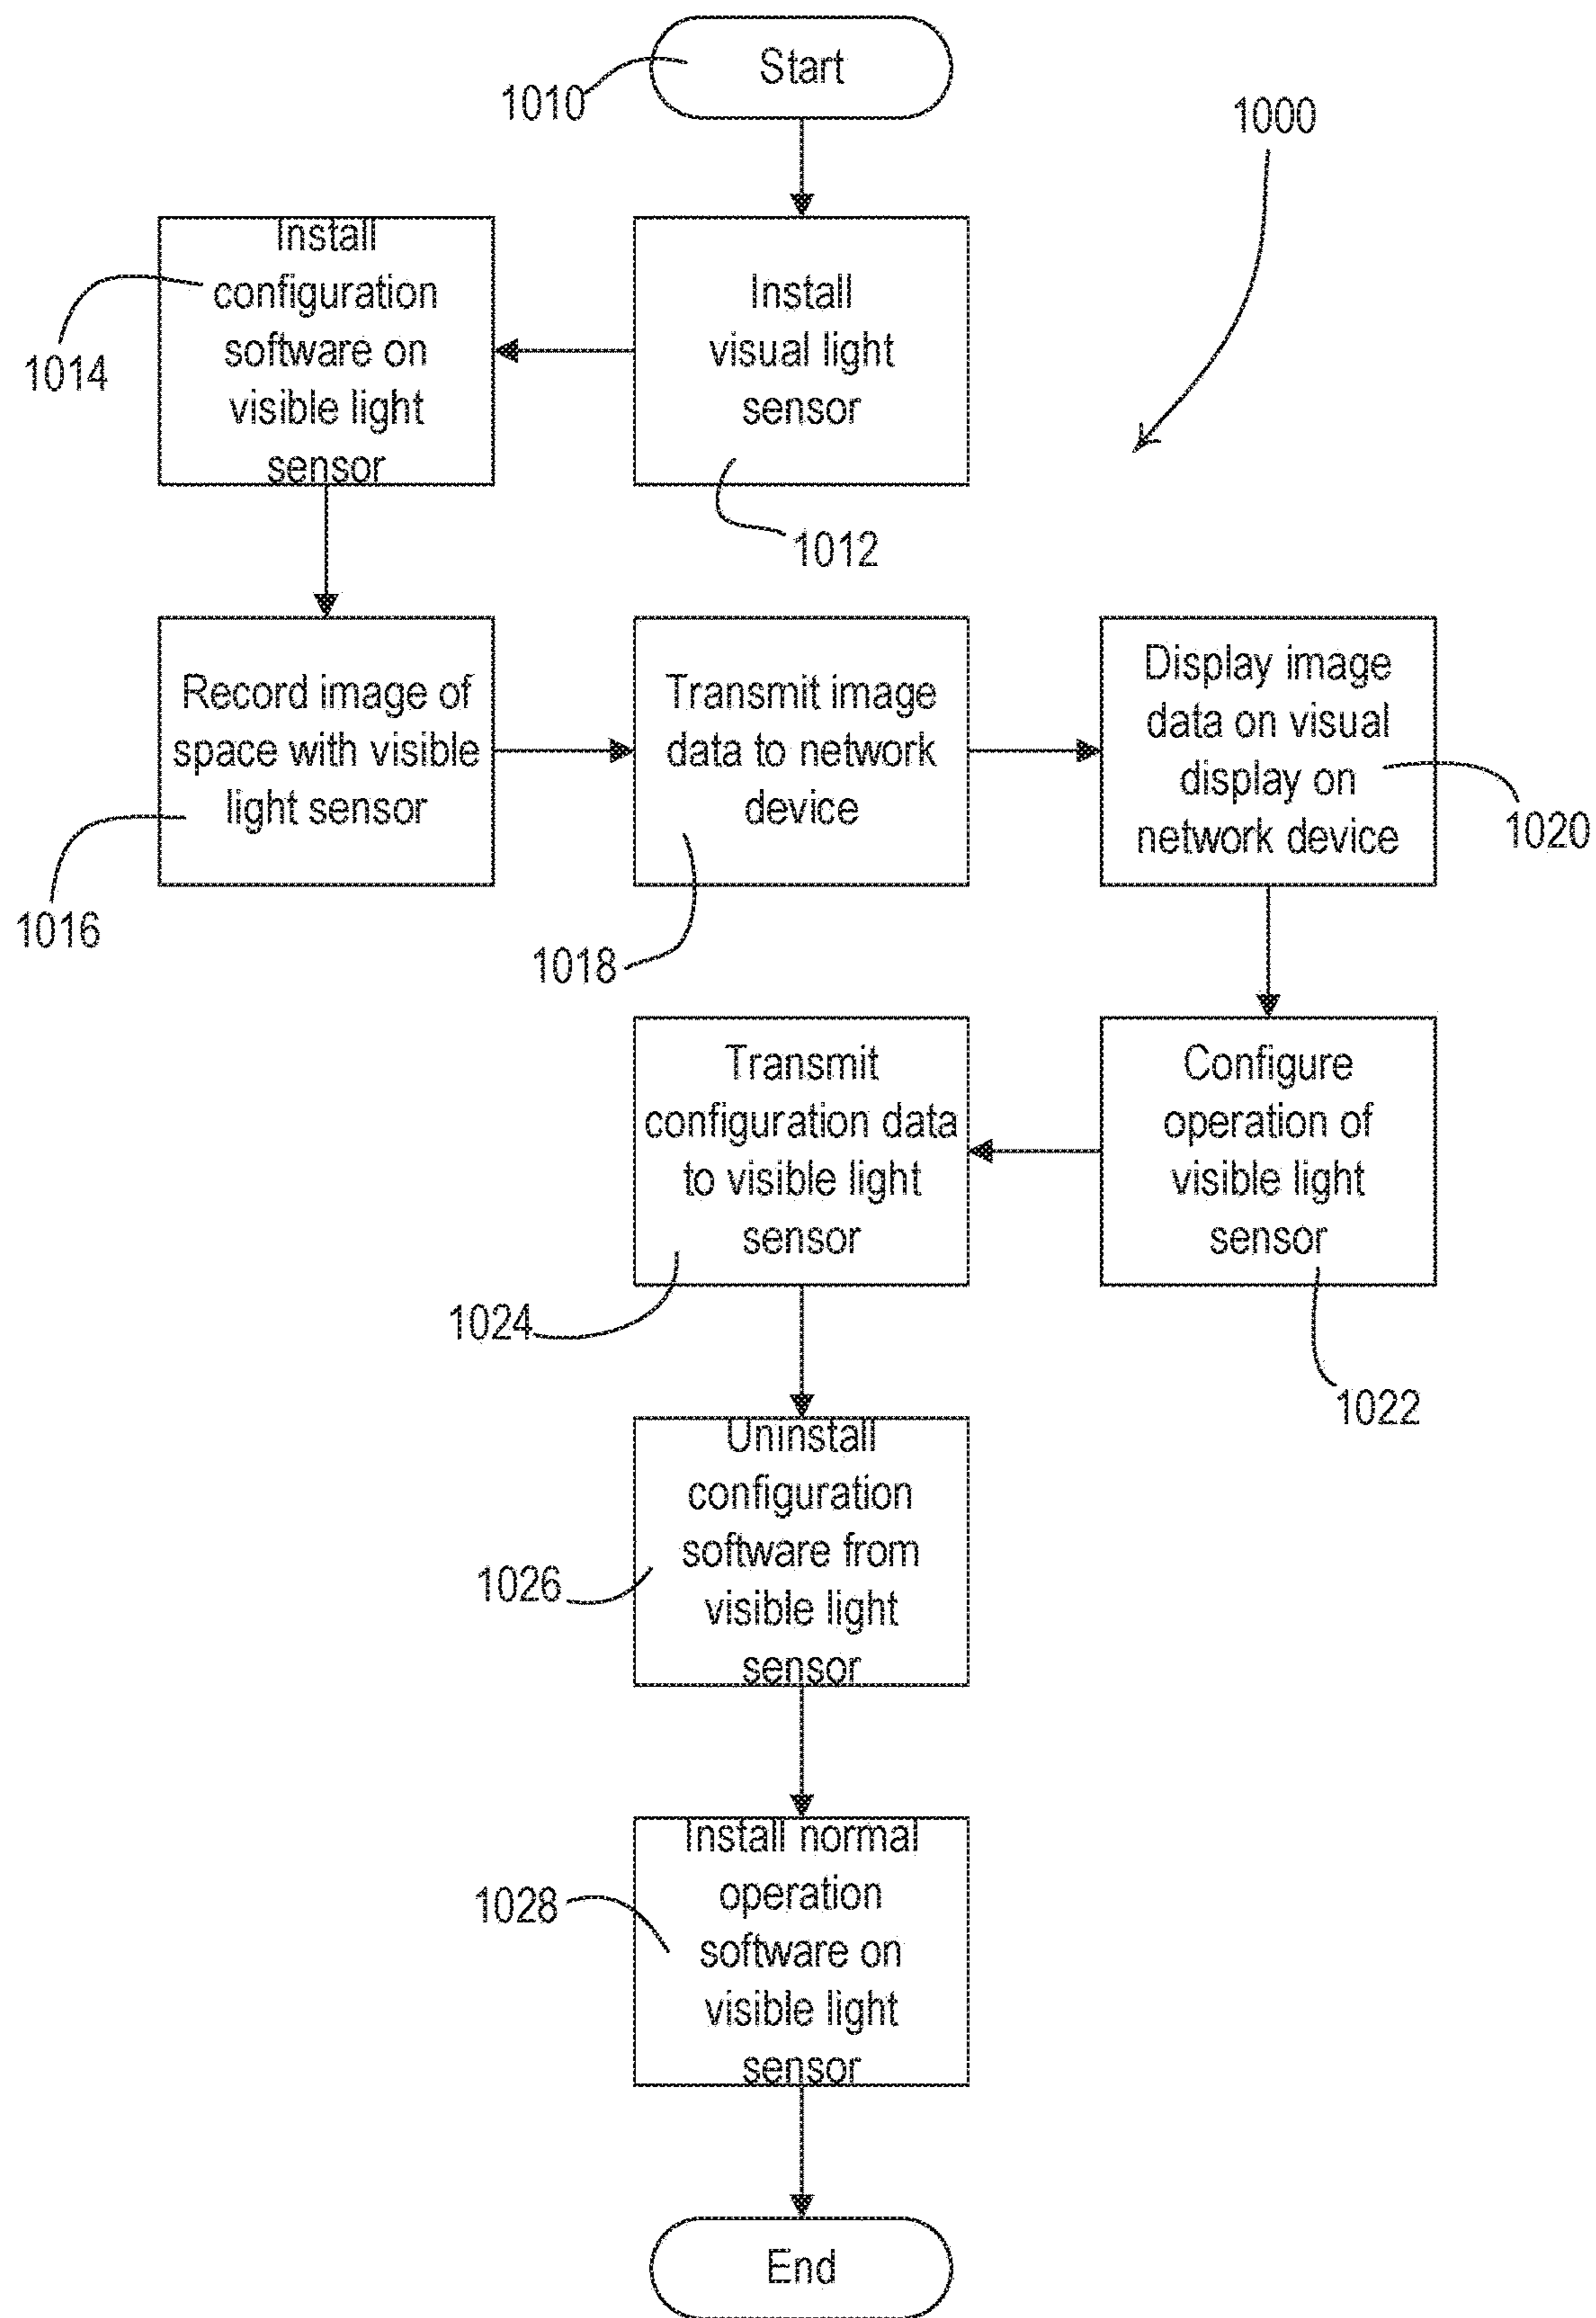 Start
1010
1000
Install
visual light
sensor
1012
Install
configuration
software on
visible light
sensor
1014
Record image of
space with visible
light sensor
1016
Transmit image
data to network
device
1018
Display image
data on visual
display on
network device
1020
Configure
operation of
visible light
sensor
1022
Transmit
configuration data
to visible light
sensor
1024
Uninstall
configuration
software from
visible light
sensor
1026
Install normal
operation
software on
visible light
sensor
1028
End